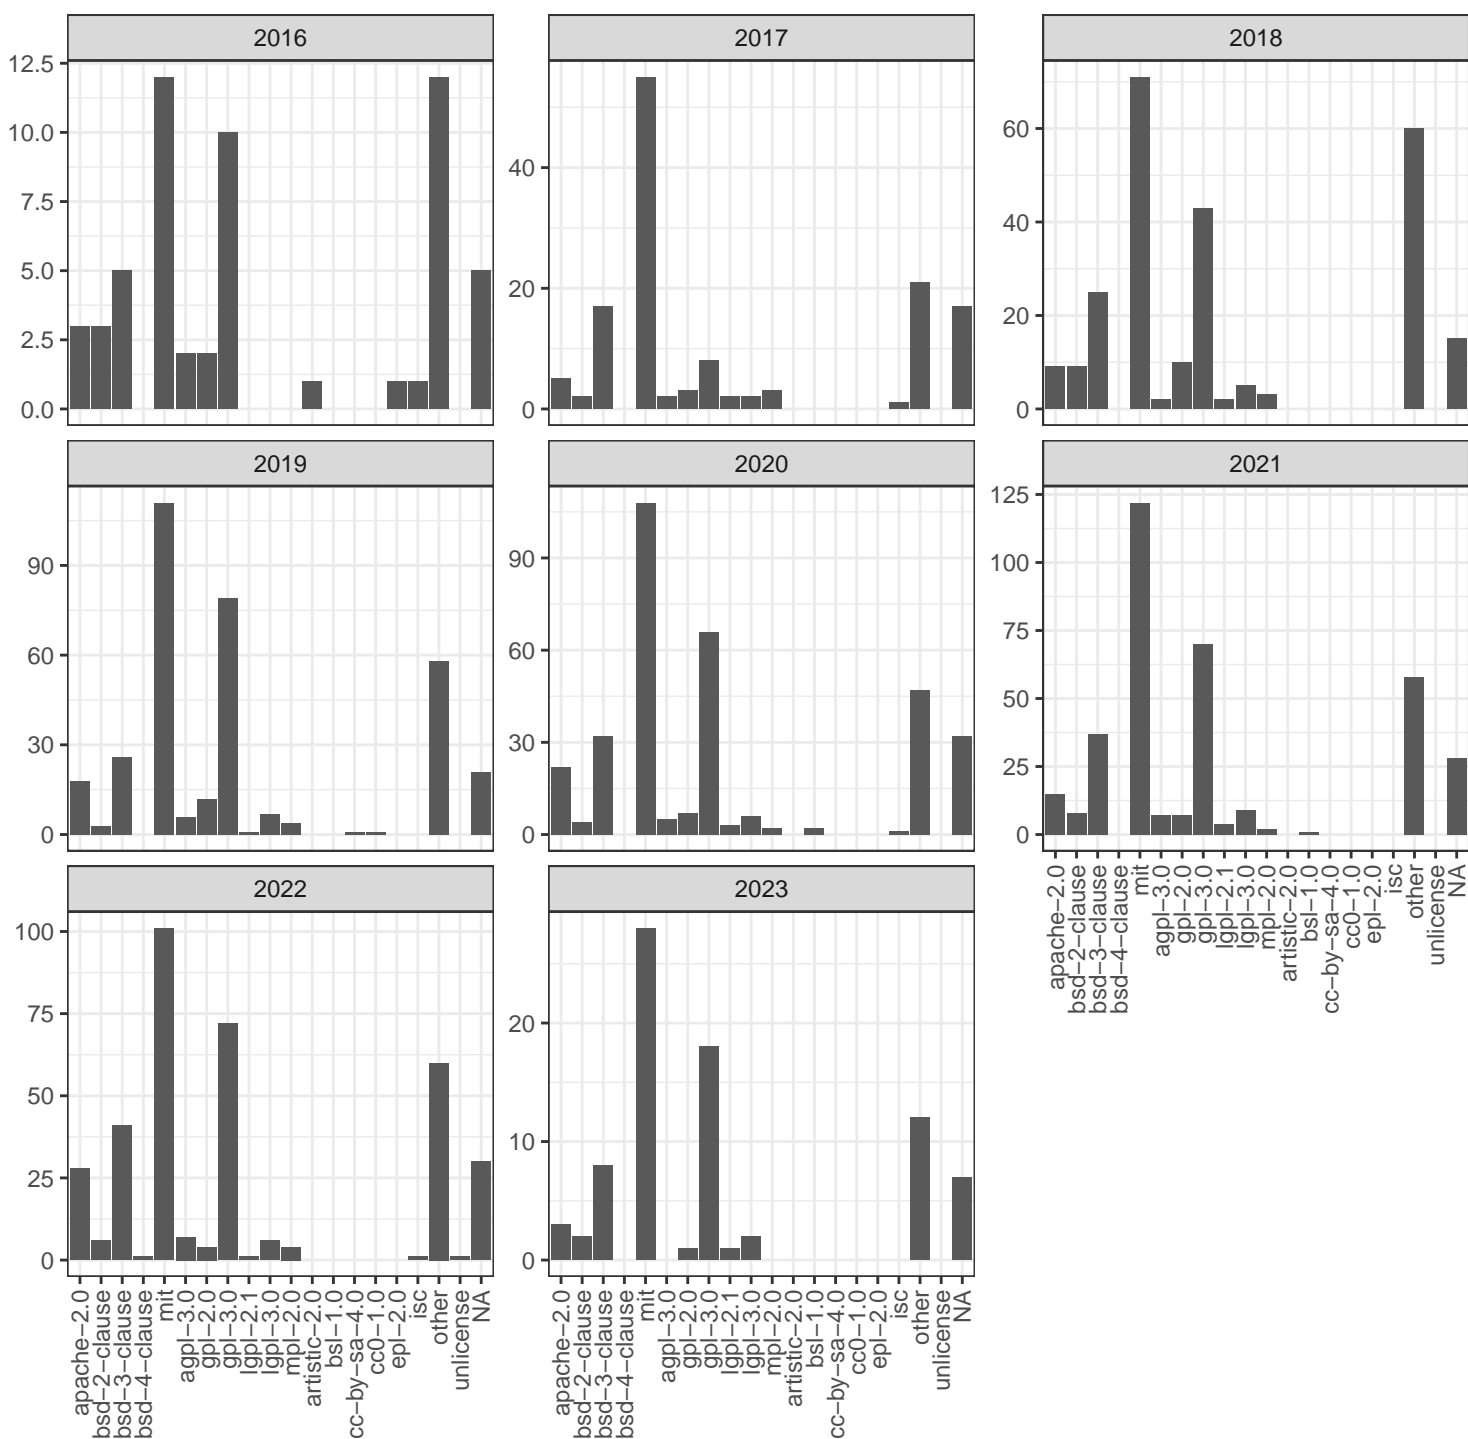 2016
2017
2018
12.5
10.0
7.5
5.0
2.5
0.0
40
20
0
60
40
20
0
2019
2020
2021
90
60
30
0
90
60
30
0
125
100
75
50
25
0
apache−2.0
bsd−2−clause
bsd−3−clause
bsd−4−clause
mit
agpl−3.0
gpl−2.0
gpl−3.0
lgpl−2.1
lgpl−3.0
mpl−2.0
artistic−2.0
bsl−1.0
cc−by−sa−4.0
cc0−1.0
epl−2.0
isc
other
unlicense
NA
2022
2023
100
75
50
25
0
20
10
0
apache−2.0
bsd−2−clause
bsd−3−clause
bsd−4−clause
mit
agpl−3.0
gpl−2.0
gpl−3.0
lgpl−2.1
lgpl−3.0
mpl−2.0
artistic−2.0
bsl−1.0
cc−by−sa−4.0
cc0−1.0
epl−2.0
isc
other
unlicense
NA
apache−2.0
bsd−2−clause
bsd−3−clause
bsd−4−clause
mit
agpl−3.0
gpl−2.0
gpl−3.0
lgpl−2.1
lgpl−3.0
mpl−2.0
artistic−2.0
bsl−1.0
cc−by−sa−4.0
cc0−1.0
epl−2.0
isc
other
unlicense
NA